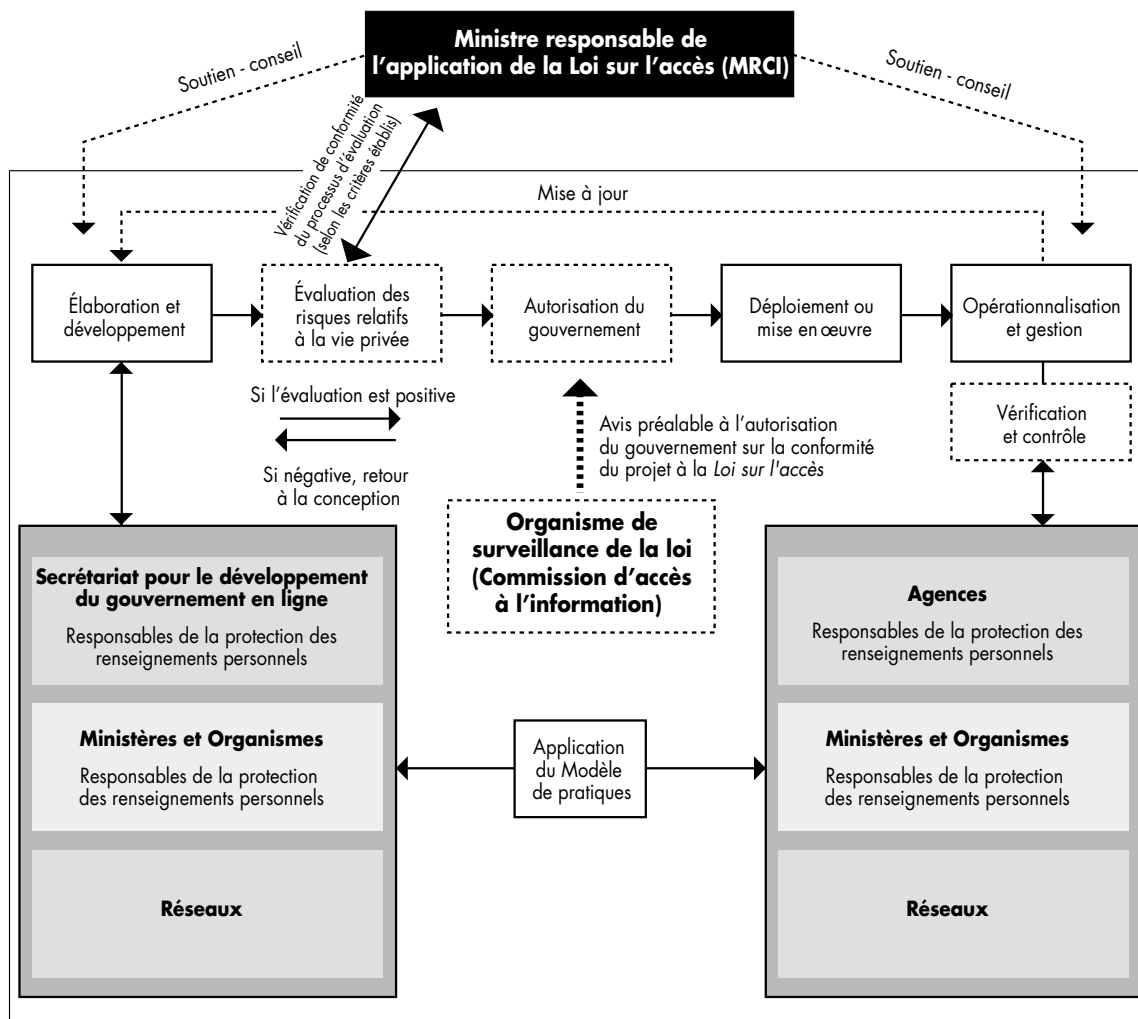 Ministre responsable de
l'application de la Loi sur l'accès (MRCI)
Soutien - conseil
Soutien - conseil
Vérification de conformité
du processus d'évaluation
(selon les critères établis)
Mise à jour
Élaboration et
développement
Évaluation des
risques relatifs
à la vie privée
Autorisation du
gouvernement
Déploiement ou
mise en œuvre
Opérationnalisation
et gestion
Si l'évaluation est positive
Si négative, retour
à la conception
Avis préalable à l'autorisation
du gouvernement sur la conformité
du projet à la Loi sur l'accès
Vérification
et contrôle
Organisme de
surveillance de la loi
(Commission d'accès
à l'information)
Secrétariat pour le développement
du gouvernement en ligne
Responsables de la protection des
renseignements personnels
Ministères et Organismes
Responsables de la protection
des renseignements personnels
Réseaux
Application
du Modèle
de pratiques
Agences
Responsables de la protection des
renseignements personnels
Ministères et Organismes
Responsables de la protection
des renseignements personnels
Réseaux